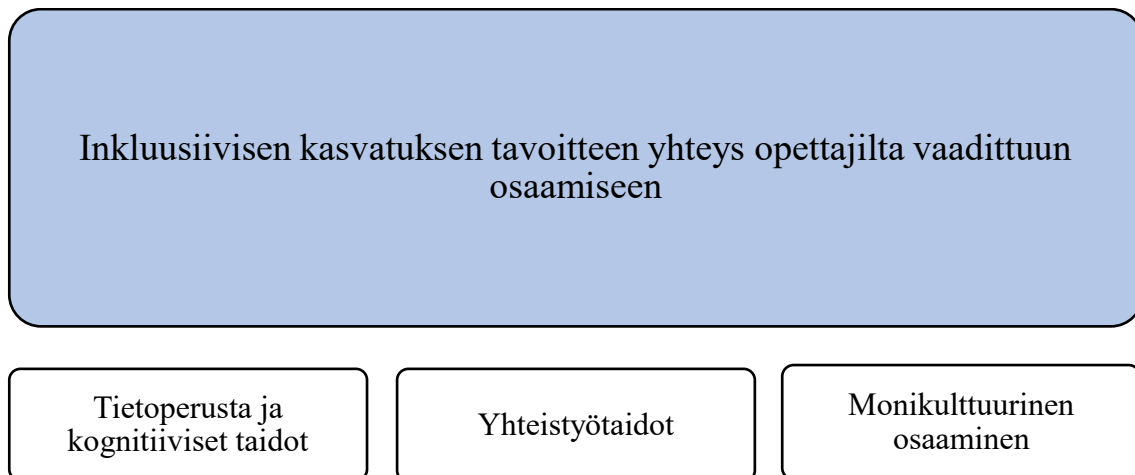 Inkluusiivisen kasvatuksen tavoitteen yhteys opettajilta vaadittuun
osaamiseen
Tietoperusta ja
kognitiiviset taidot
Yhteistyötaidot
Monikulttuurinen
osaaminen